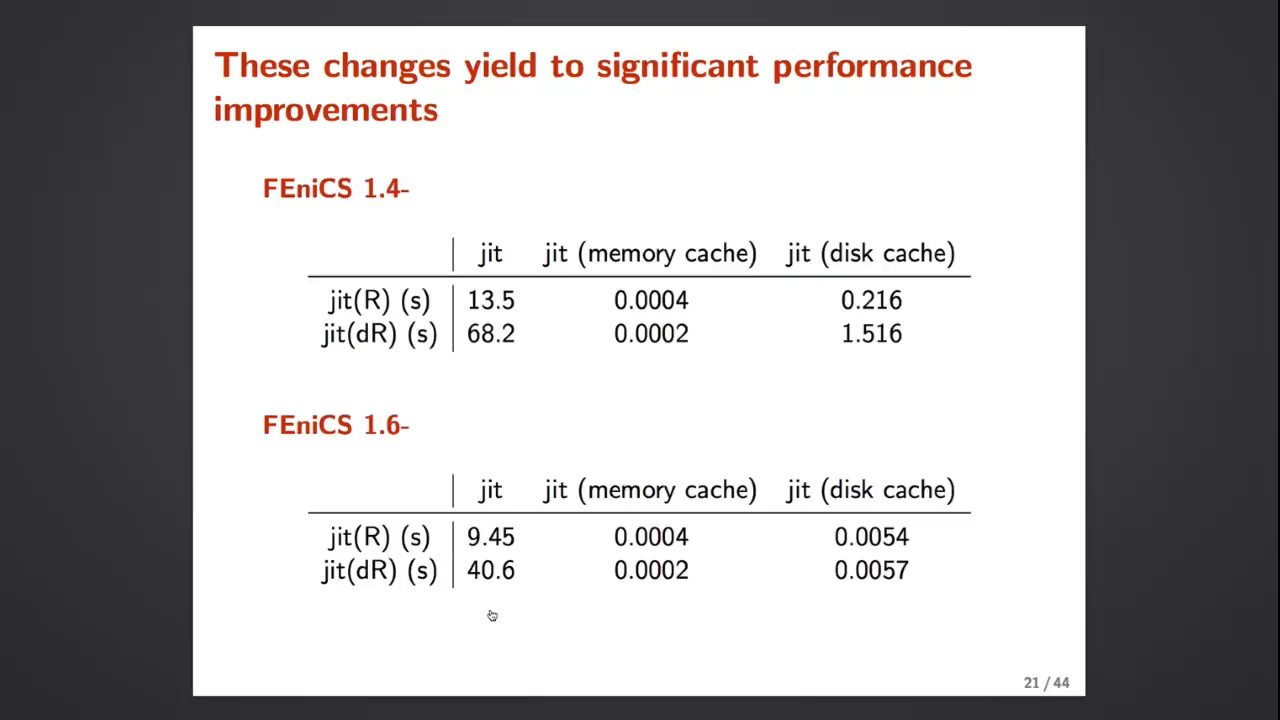 These changes yield to significant performance
improvements
FEniCS 1.4-
jit jit (memory cache) jit (disk cache)
jit(R) (s) 13.5 0.0004 0.216
jit(dR) (s) 68.2 0.0002 1.516
FEniCS 1.6-
jit jit (memory cache) jit (disk cache)
jit(R) (s) 9.45 0.0004 0.0054
jit(dR) (s) 40.6 0.0002 0.0057
21 / 44